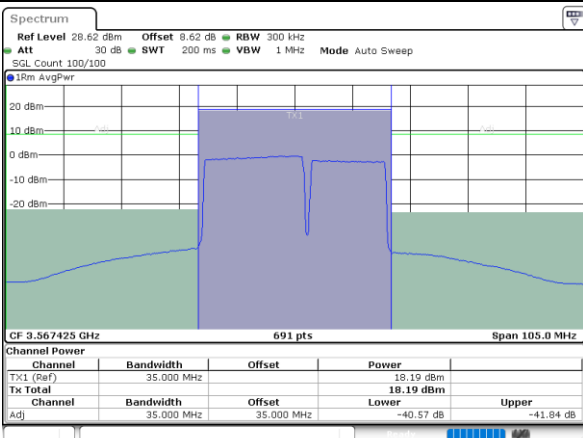 Spectrum
Ref Level 28.62 dBm Offset 8.62 dB RBW 300 kHz
Att 30 dB SWT 200 ms VBW 1 MHz Mode Auto Sweep
SGL Count 100/100
1Rm AvgPwr
20 dBm
TX1
10 dBm
Adj
Adj
0 dBm
-10 dBm
-20 dBm
CF 3.567425 GHz 691 pts Span 105.0 MHz
Channel Power
Channel Bandwidth Offset Power
TX1 (Ref) 35.000 MHz 18.19 dBm
Tx Total 18.19 dBm
Channel Bandwidth Offset Lower Upper
Adj 35.000 MHz 35.000 MHz -40.57 dB -41.84 dB